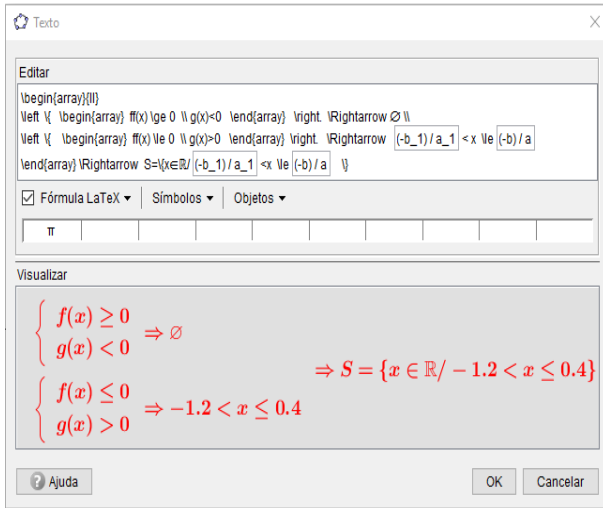 Texto
Editar
\begin{array}{ll}
\left \{ \begin{array} ff(x) \ge 0 \\ g(x)<0 \end{array} \right. \Rightarrow ∅ \\
\left \{ \begin{array} ff(x) \le 0 \\ g(x)>0 \end{array} \right. \Rightarrow (-b_1) / a_1 < x \le (-b) / a
\end{array} \Rightarrow S=\{x∈ℝ/ (-b_1) / a_1 <x \le (-b) / a \}
Fórmula LaTeX Símbolos Objetos
π
Visualizar
f(x) ≥ 0
g(x) < 0
⇒ ∅
f(x) ≤ 0
g(x) > 0
⇒ -1.2 < x ≤ 0.4
⇒ S = {x ∈ ℝ/ - 1.2 < x ≤ 0.4}
Ajuda OK Cancelar